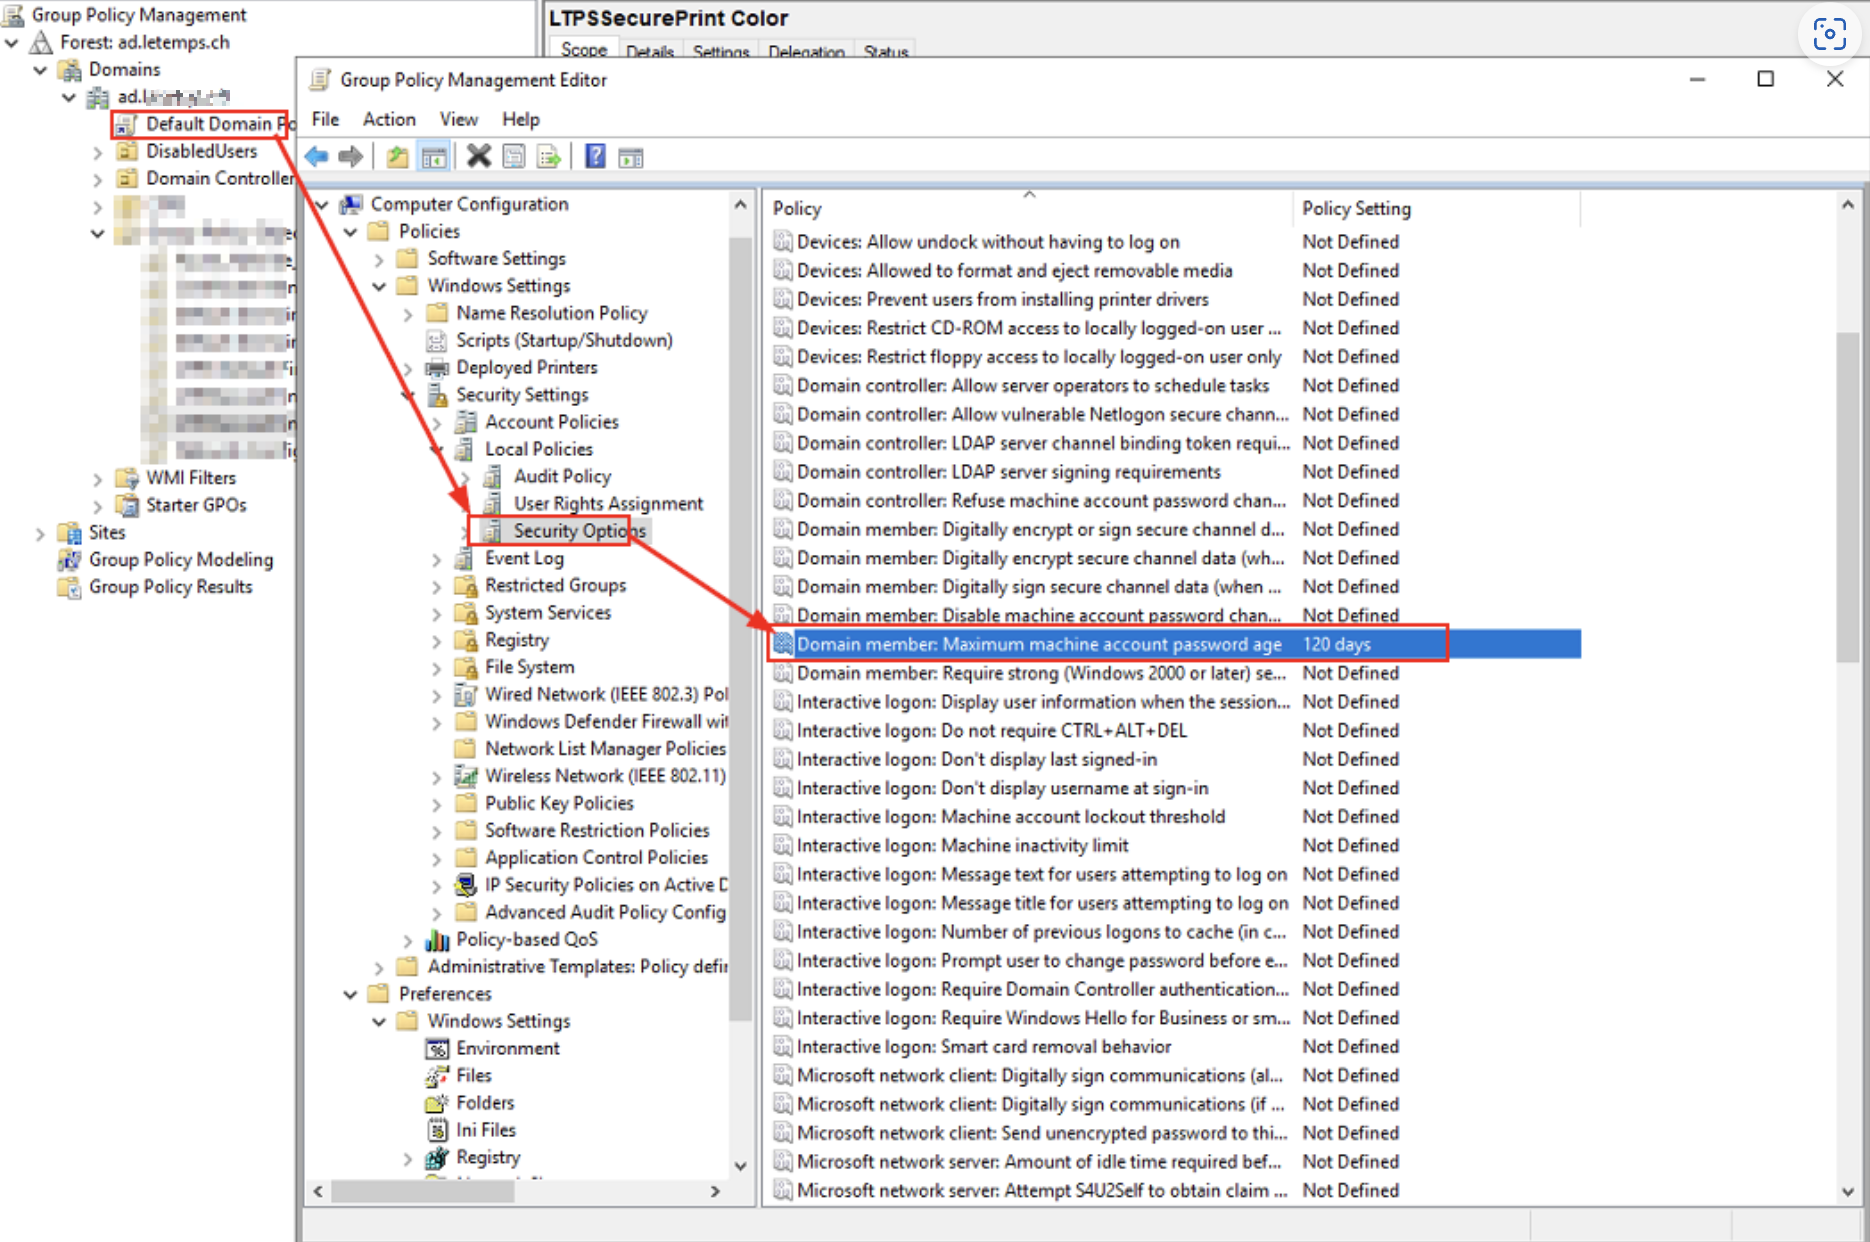 Group Policy Management
Forest: ad.letemps.ch
Domains
ad.
Default Domain
DisabledUsers
Domain Controller
WMI Filters
Starter GPOs
Sites
Group Policy Modeling
Group Policy Results
LTPSSecurePrint Color
Scope Details Settings Delegation Status
Group Policy Management Editor
File Action View Help
Computer Configuration
Policies
Software Settings
Windows Settings
Name Resolution Policy
Scripts (Startup/Shutdown)
Deployed Printers
Security Settings
Account Policies
Local Policies
Audit Policy
User Rights Assignment
Security Options
Event Log
Restricted Groups
System Services
Registry
File System
Wired Network (IEEE 802.3) Pol
Windows Defender Firewall wit
Network List Manager Policies
Wireless Network (IEEE 802.11)
Public Key Policies
Software Restriction Policies
Application Control Policies
IP Security Policies on Active D
Advanced Audit Policy Config
Policy-based QoS
Administrative Templates: Policy defin
Preferences
Windows Settings
Environment
Files
Folders
Ini Files
Registry
Policy Policy Setting
Devices: Allow undock without having to log on Not Defined
Devices: Allowed to format and eject removable media Not Defined
Devices: Prevent users from installing printer drivers Not Defined
Devices: Restrict CD-ROM access to locally logged-on user ... Not Defined
Devices: Restrict floppy access to locally logged-on user only Not Defined
Domain controller: Allow server operators to schedule tasks Not Defined
Domain controller: Allow vulnerable Netlogon secure chann... Not Defined
Domain controller: LDAP server channel binding token requi... Not Defined
Domain controller: LDAP server signing requirements Not Defined
Domain controller: Refuse machine account password chan... Not Defined
Domain member: Digitally encrypt or sign secure channel d... Not Defined
Domain member: Digitally encrypt secure channel data (wh... Not Defined
Domain member: Digitally sign secure channel data (when ... Not Defined
Domain member: Disable machine account password chan... Not Defined
Domain member: Maximum machine account password age 120 days
Domain member: Require strong (Windows 2000 or later) se... Not Defined
Interactive logon: Display user information when the session... Not Defined
Interactive logon: Do not require CTRL+ALT+DEL Not Defined
Interactive logon: Don't display last signed-in Not Defined
Interactive logon: Don't display username at sign-in Not Defined
Interactive logon: Machine account lockout threshold Not Defined
Interactive logon: Machine inactivity limit Not Defined
Interactive logon: Message text for users attempting to log on Not Defined
Interactive logon: Message title for users attempting to log on Not Defined
Interactive logon: Number of previous logons to cache (in c... Not Defined
Interactive logon: Prompt user to change password before e... Not Defined
Interactive logon: Require Domain Controller authentication... Not Defined
Interactive logon: Require Windows Hello for Business or sm... Not Defined
Interactive logon: Smart card removal behavior Not Defined
Microsoft network client: Digitally sign communications (al... Not Defined
Microsoft network client: Digitally sign communications (if ... Not Defined
Microsoft network client: Send unencrypted password to thi... Not Defined
Microsoft network server: Amount of idle time required bef... Not Defined
Microsoft network server: Attempt S4U2Self to obtain claim ... Not Defined